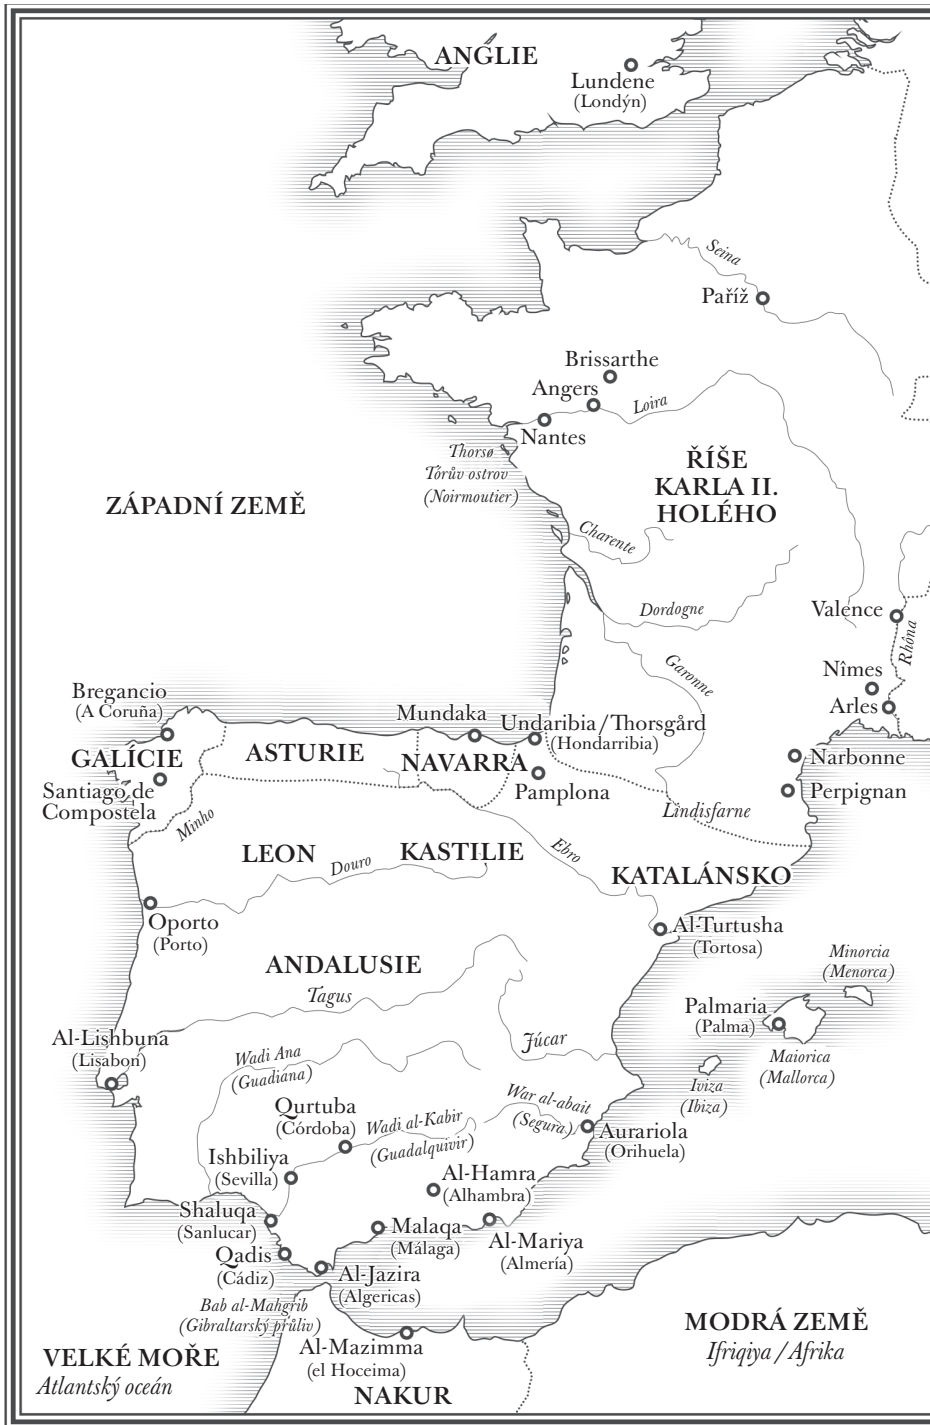 ANGLIE
Lundene
(Londýn)
Seina
Paříž
Brissarthe
Angers
Loira
Nantes
Thorsø
Tórův ostrov
(Noirmoutier)
ŘÍŠE
KARLA II.
HOLÉHO
ZÁPADNÍ ZEMĚ
Charente
Dordogne
Valence
Rhôna
Garonne
Nîmes
Arles
Bregancio
(A Coruña)
Mundaka
Undaribia/Thorsgård
(Hondarribia)
GALÍCIE
ASTURIE
NAVARRA
Narbonne
Santiago de
Compostela
Pamplona
Perpignan
Minho
Lindisfarne
LEON
Douro
KASTILIE
Ebro
KATALÁNSKO
Oporto
(Porto)
Al-Turtusha
(Tortosa)
ANDALUSIE
Tagus
Minorcia
(Menorca)
Palmaria
(Palma)
Al-Lishbuna
(Lisabon)
Júcar
Maiorica
(Mallorca)
Wadi Ana
(Guadiana)
Iviza
(Ibiza)
Qurtuba
(Córdoba)
Wadi al-Kabir
(Guadalquivir)
War al-abait
(Segura)
Aurariola
(Orihuela)
Ishbiliya
(Sevilla)
Al-Hamra
(Alhambra)
Shaluqa
(Sanlucar)
Malaqa
(Málaga)
Al-Mariya
(Almería)
Qadis
(Cádiz)
Al-Jazira
(Algericas)
Bab al-Mahgrib
(Gibraltarský průliv)
Al-Mazimma
(el Hoceima)
MODRÁ ZEMĚ
Ifriqiya / Afrika
VELKÉ MOŘE
Atlantský oceán
NAKUR